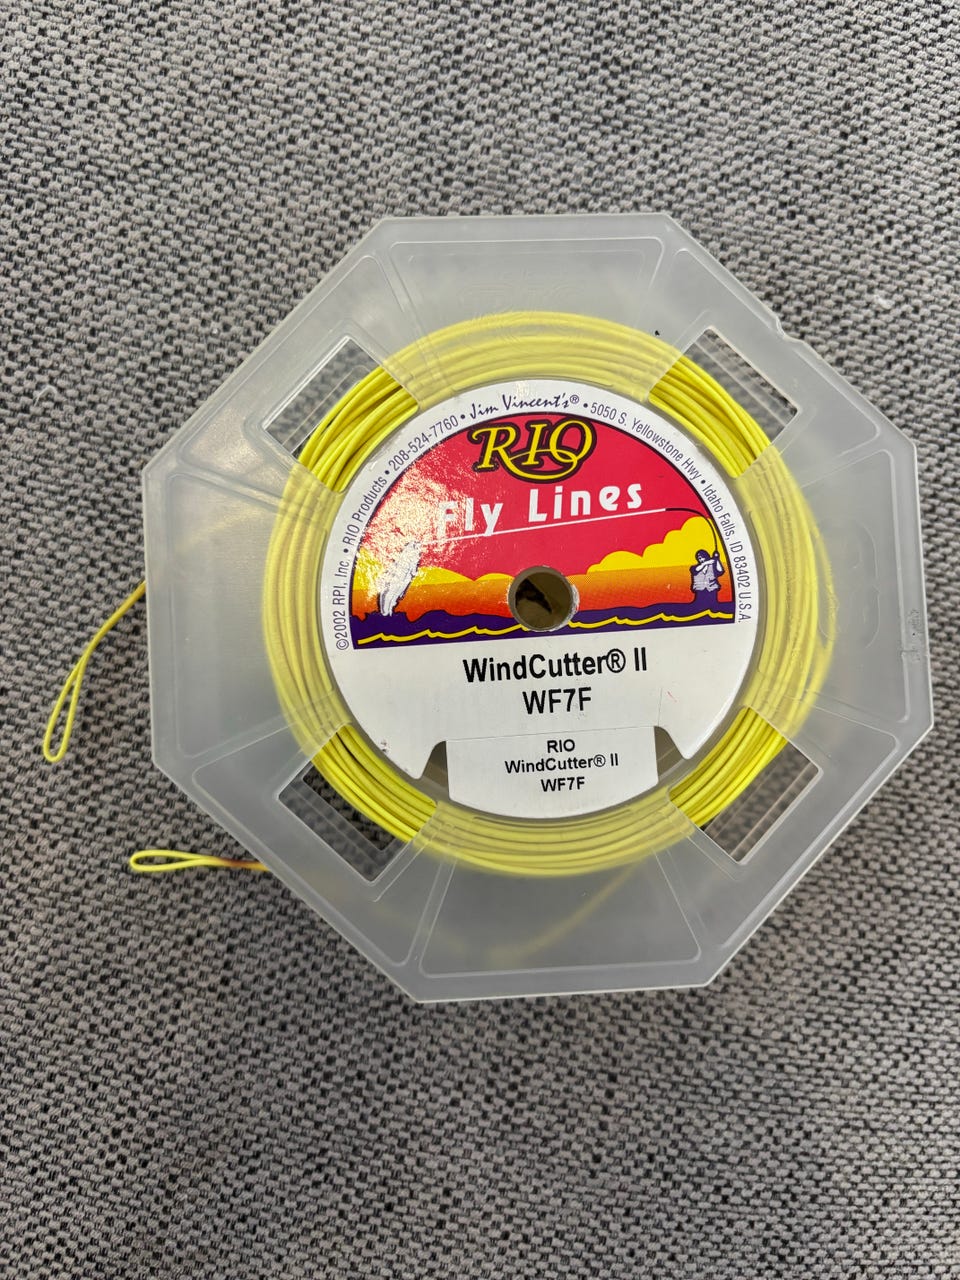 ©2002 RPI, Inc. • RIO Products • 208-524-7760 • Jim Vincent's® • 5050 S. Yellowstone Hwy • Idaho Falls, ID 83402 U.S.A.
RIO
Fly Lines
WindCutter® II
WF7F
RIO
WindCutter® II
WF7F